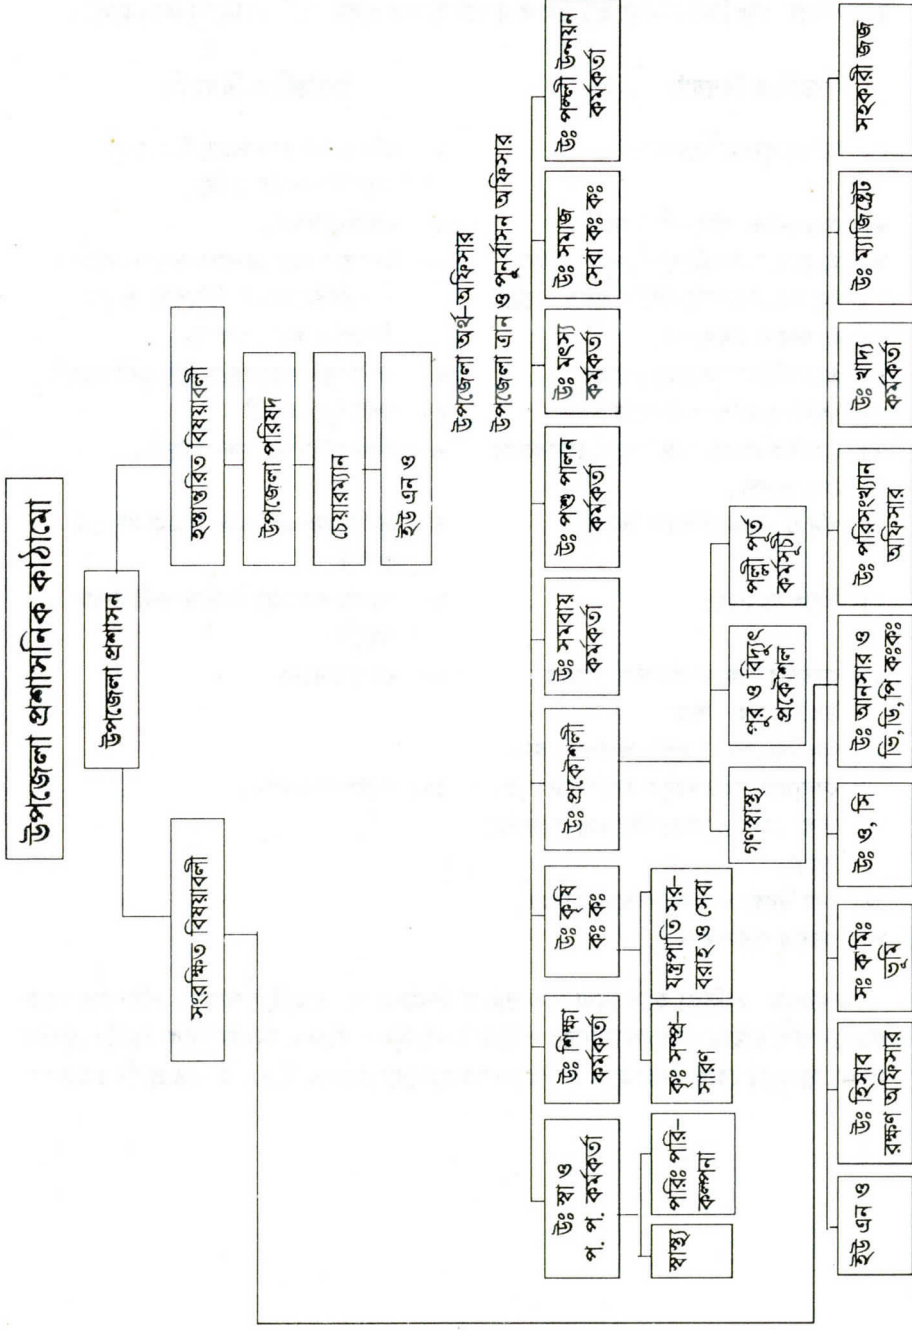 উপজেলা প্রশাসনিক কাঠামো
উপজেলা প্রশাসন
সংরক্ষিত বিষয়াবলী
হস্তান্তরিত বিষয়াবলী
উপজেলা পরিষদ
চেয়ারম্যান
ইউ এন ও
উপজেলা অর্থ-অফিসার
উপজেলা ত্রান ও পুনর্বাসন অফিসার
উঃ স্বা ও
প. প. কর্মকর্তা
উঃ শিক্ষা
কর্মকর্তা
উঃ কৃষি
কঃ কঃ
উঃ প্রকৌশলী
উঃ সমবায়
কর্মকর্তা
উঃ পশু পালন
কর্মকর্তা
উঃ মৎস্য
কর্মকর্তা
উঃ সমাজ
সেবা কঃ কঃ
উঃ পল্লী উন্নয়ন
কর্মকর্তা
স্বাস্থ্য
পরিঃ পরি-
কল্পনা
কৃঃ সম্প্র-
সারণ
যন্ত্রপাতি সর-
বরাহ ও সেবা
গণস্বাস্থ্য
পুর ও বিদ্যুৎ
প্রকৌশল
পল্লী পূর্ত
কর্মসূচী
ইউ এন ও
উঃ হিসাব
রক্ষণ অফিসার
সঃ কমিঃ
ভূমি
উঃ ও, সি
উঃ আনসার ও
ভি,ডি,পি কঃকঃ
উঃ পরিসংখ্যান
অফিসার
উঃ খাদ্য
কর্মকর্তা
উঃ ম্যাজিষ্ট্রেট
সহকারী জজ